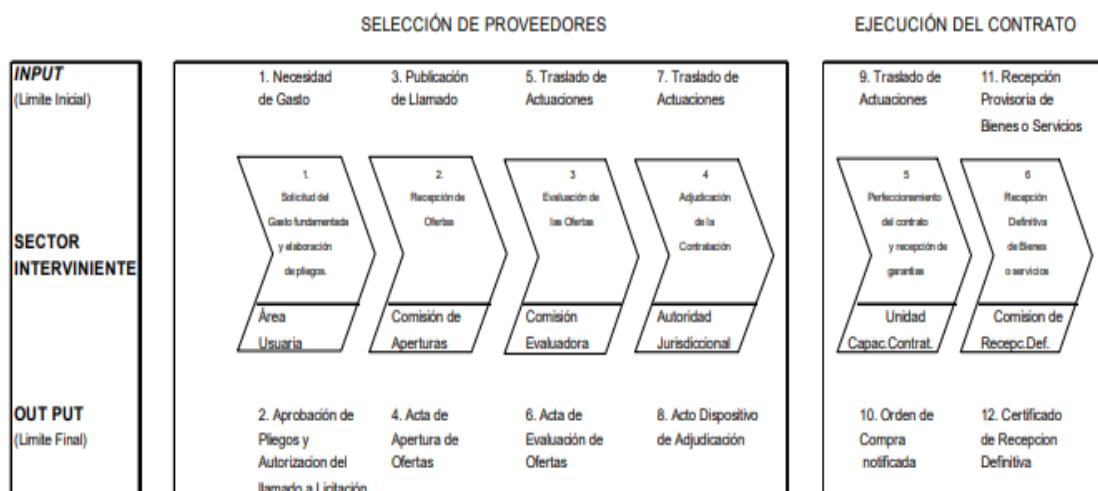 SELECCIÓN DE PROVEEDORES
EJECUCIÓN DEL CONTRATO
INPUT
(Limite Inicial)
1. Necesidad
de Gasto
3. Publicación
de Llamado
5. Traslado de
Actuaciones
7. Traslado de
Actuaciones
9. Traslado de
Actuaciones
11. Recepción
Provisoria de
Bienes o Servicios
SECTOR
INTERVINIENTE
1.
Solicitud del
Gasto fundamentada
y elaboración
de pliegos.
Área
Usuaria
2.
Recepción de
Ofertas
Comisión de
Aperturas
3
Evaluación de
las Ofertas
Comisión
Evaluadora
4
Adjudicación
de la
Contratación
Autoridad
Jurisdiccional
5
Perfeccionamiento
del contrato
y recepción de
garantias
Unidad
Capac.Contrat.
6
Recepción
Definitiva
de Bienes
o servicios
Comision de
Recepc.Def.
OUT PUT
(Limite Final)
2. Aprobación de
Pliegos y
Autorizacion del
llamado a Licitación
4. Acta de
Apertura de
Ofertas
6. Acta de
Evaluación de
Ofertas
8. Acto Dispositivo
de Adjudicación
10. Orden de
Compra
notificada
12. Certificado
de Recepcion
Definitiva